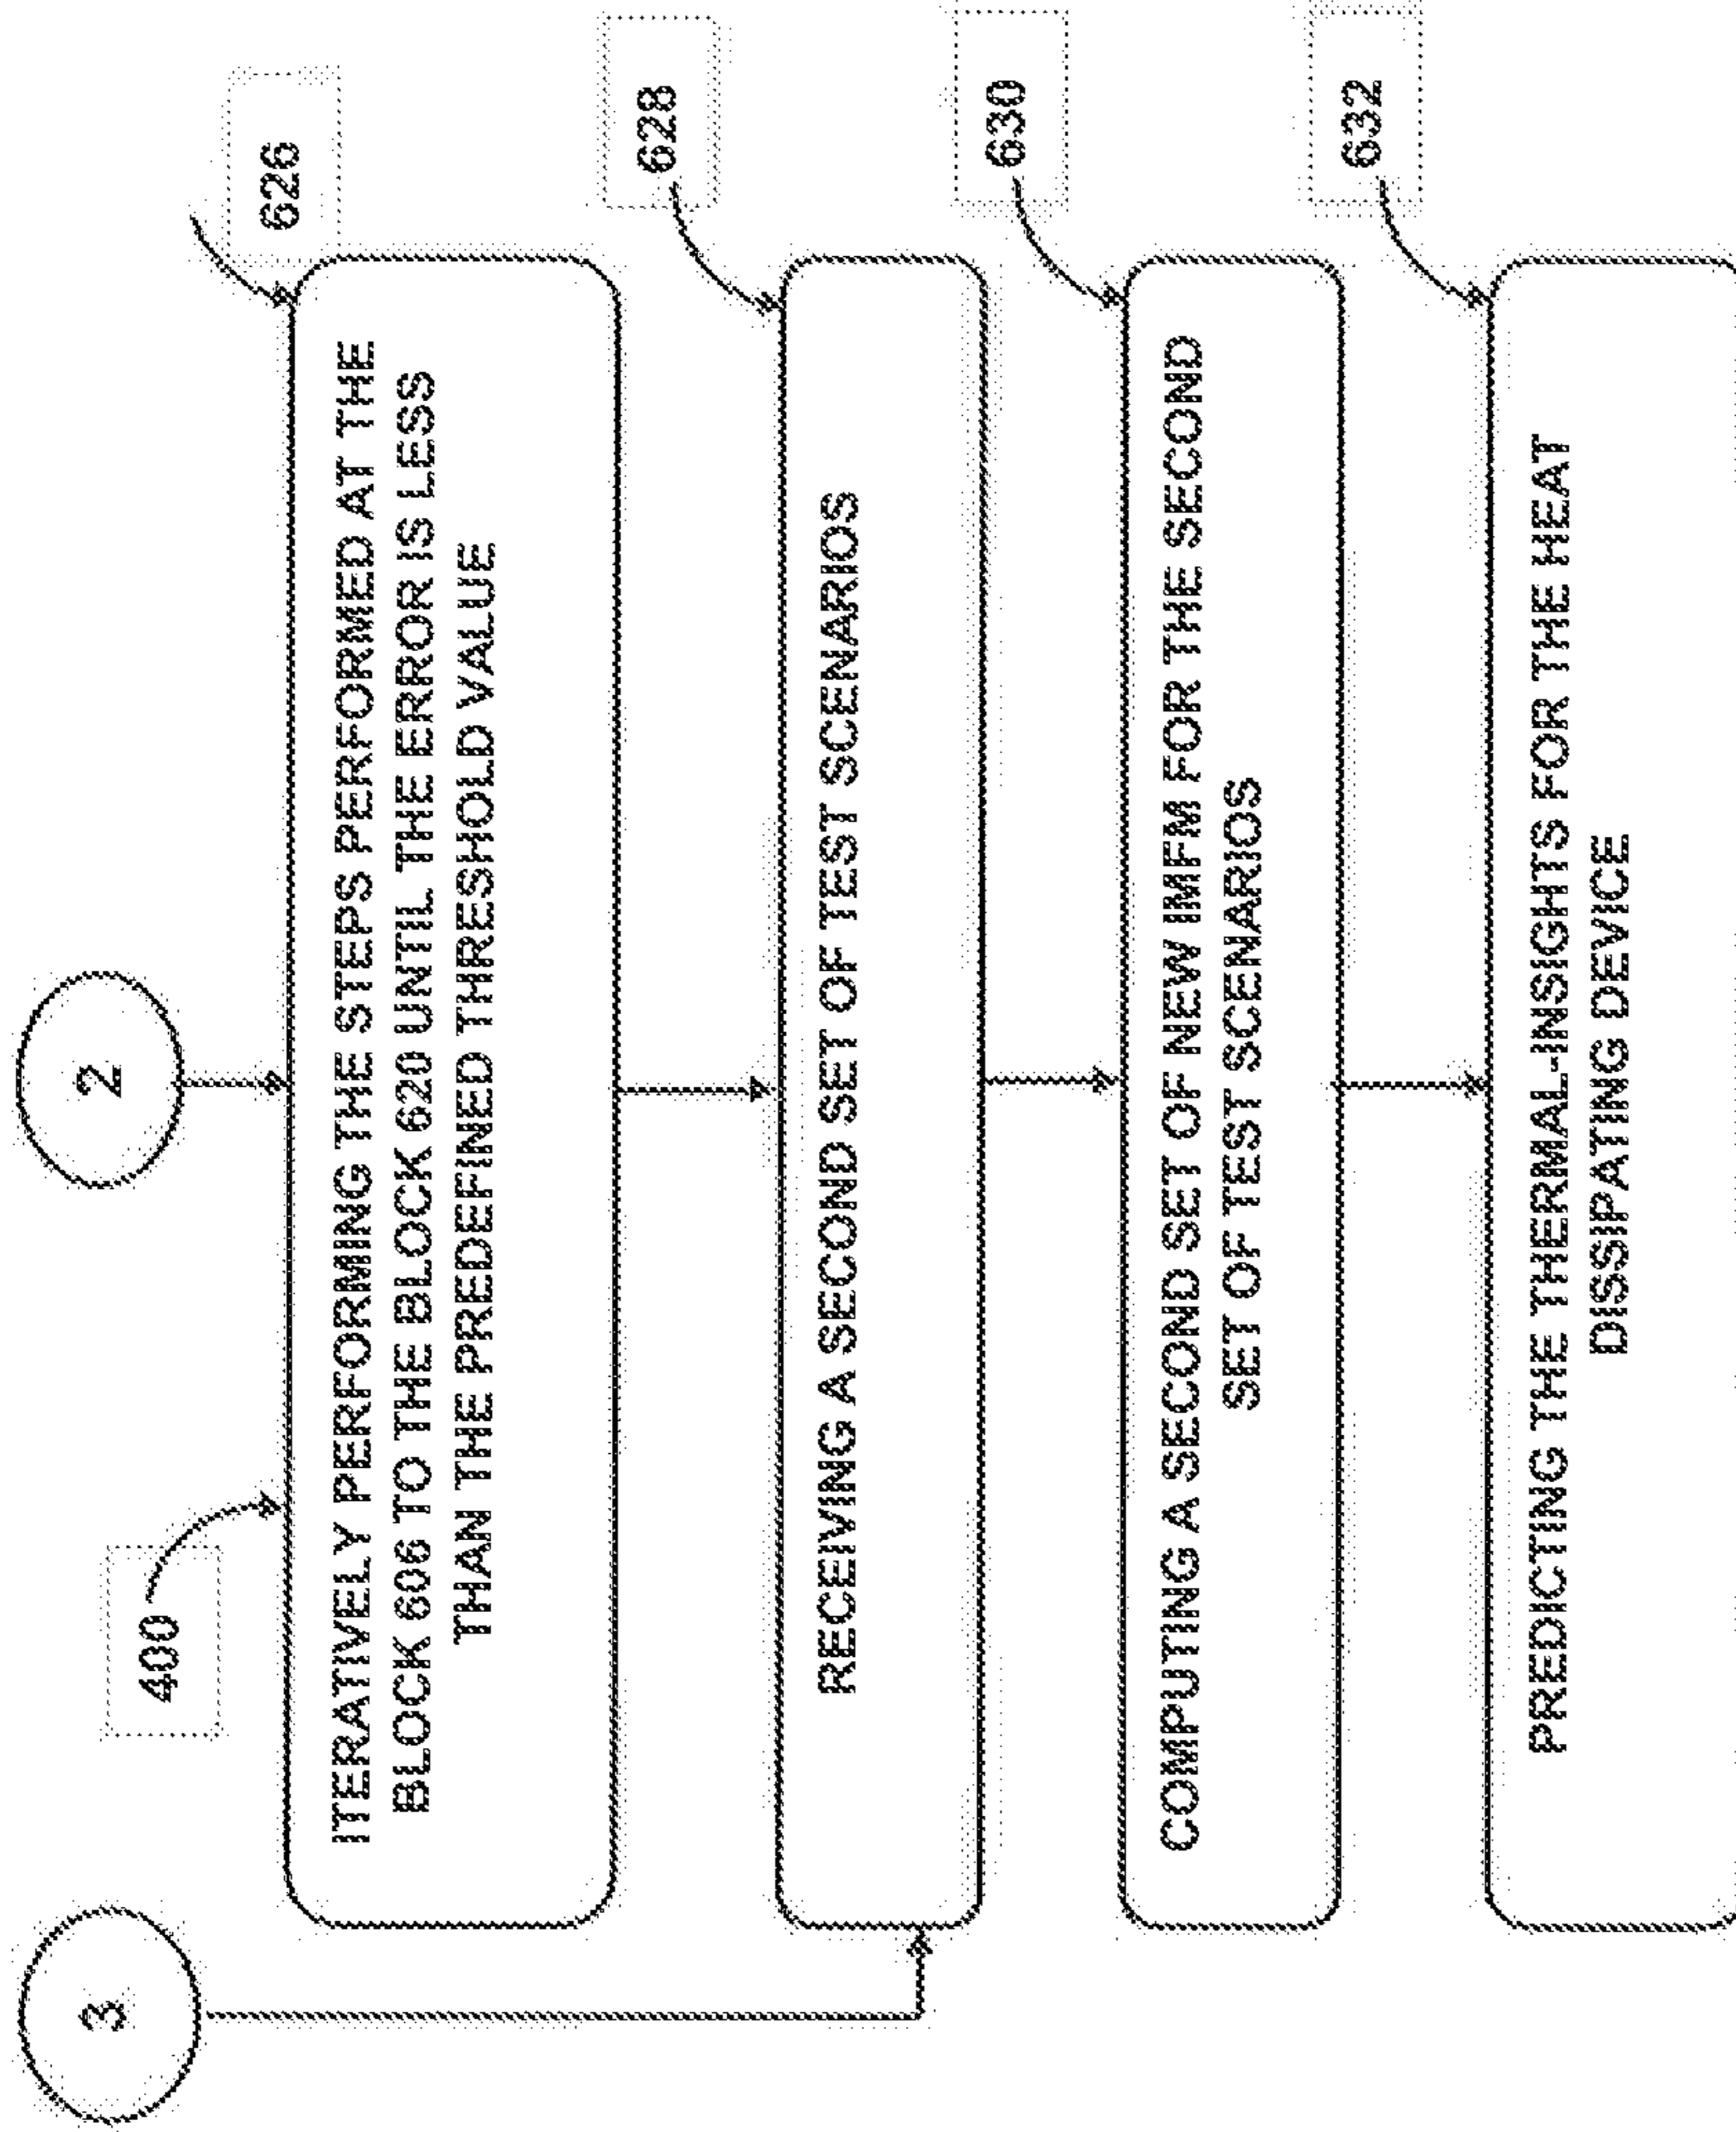 3
2
400
626
ITERATIVELY PERFORMING THE STEPS PERFORMED AT THE
BLOCK 606 TO THE BLOCK 620 UNTIL THE ERROR IS LESS
THAN THE PREDEFINED THRESHOLD VALUE
628
RECEIVING A SECOND SET OF TEST SCENARIOS
630
COMPUTING A SECOND SET OF NEW IMFM FOR THE SECOND
SET OF TEST SCENARIOS
632
PREDICTING THE THERMAL-INSIGHTS FOR THE HEAT
DISSIPATING DEVICE